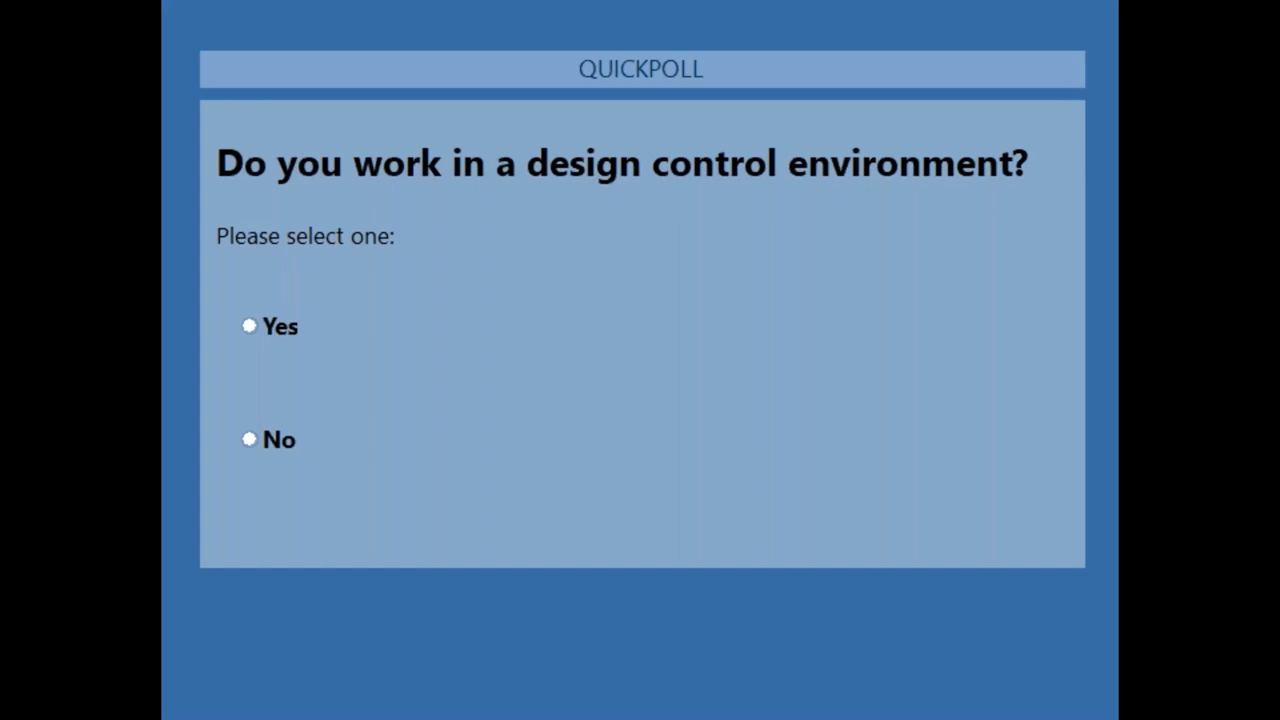 QUICKPOLL
Do you work in a design control environment?
Please select one:
Yes
No